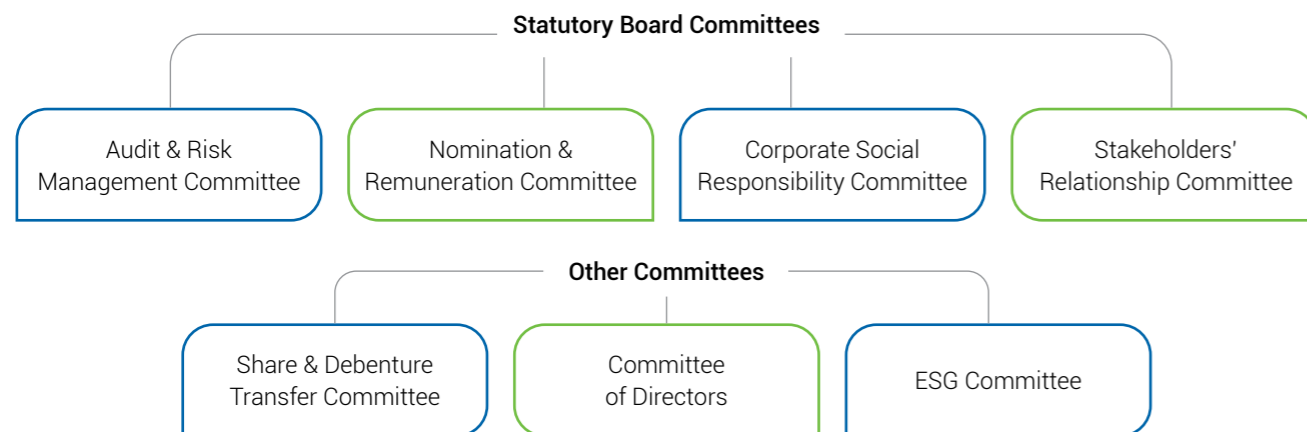 Statutory Board Committees
Audit & Risk
Management Committee
Nomination &
Remuneration Committee
Corporate Social
Responsibility Committee
Stakeholders'
Relationship Committee
Other Committees
Share & Debenture
Transfer Committee
Committee
of Directors
ESG Committee